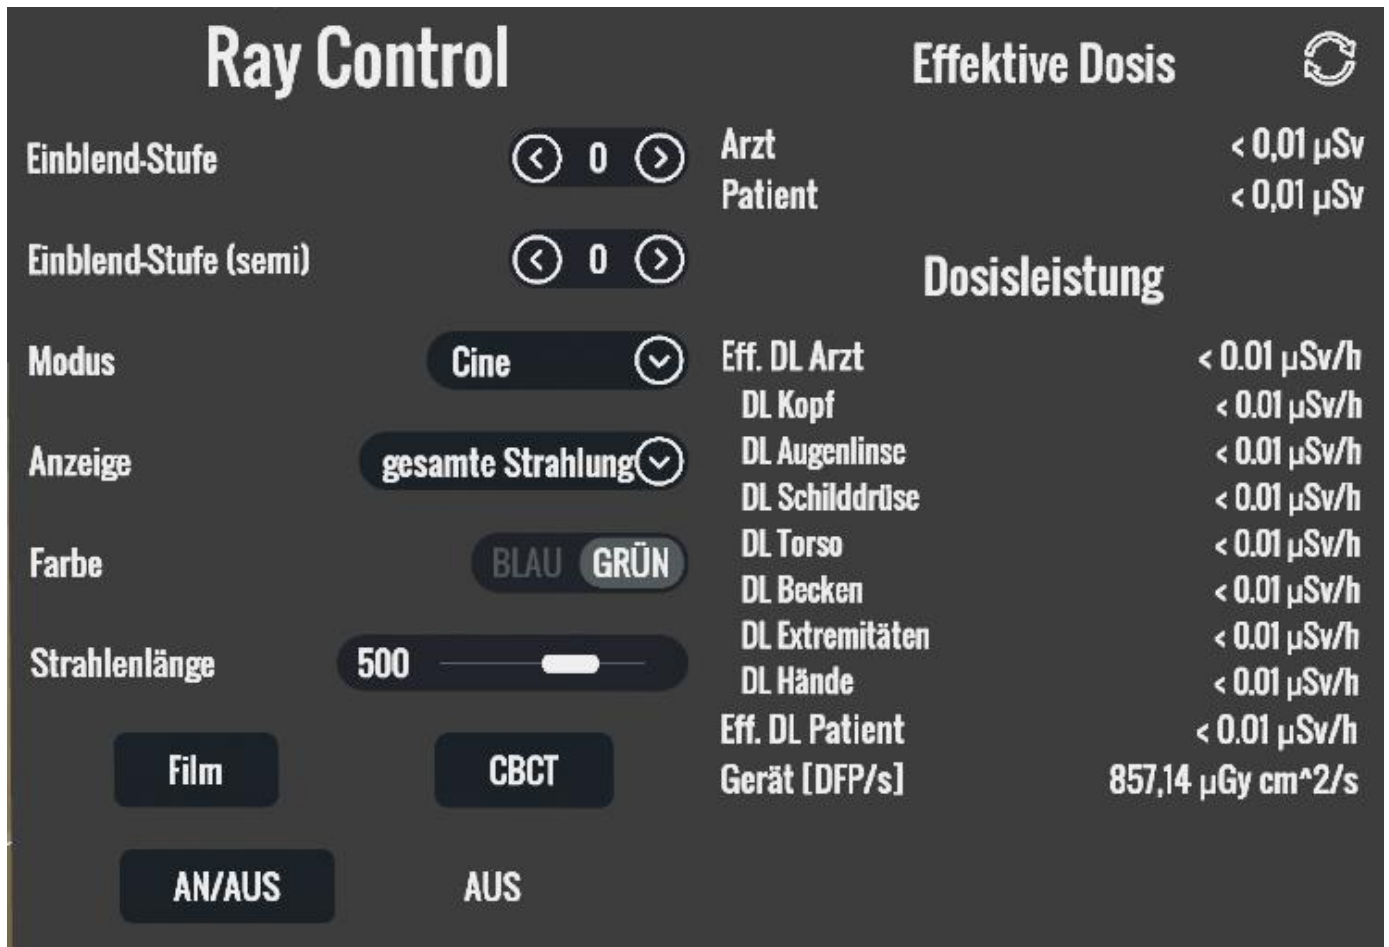 Ray Control
Einblend-Stufe 0
Einblend-Stufe (semi) 0
Modus Cine
Anzeige gesamte Strahlung
Farbe BLAU GRÜN
Strahlenlänge 500
Film CBCT
AN/AUS AUS
Effektive Dosis
Arzt < 0,01 µSv
Patient < 0,01 µSv
Dosisleistung
Eff. DL Arzt < 0.01 µSv/h
DL Kopf < 0.01 µSv/h
DL Augenlinse < 0.01 µSv/h
DL Schilddrüse < 0.01 µSv/h
DL Torso < 0.01 µSv/h
DL Becken < 0.01 µSv/h
DL Extremitäten < 0.01 µSv/h
DL Hände < 0.01 µSv/h
Eff. DL Patient < 0.01 µSv/h
Gerät [DFP/s] 857,14 µGy cm^2/s